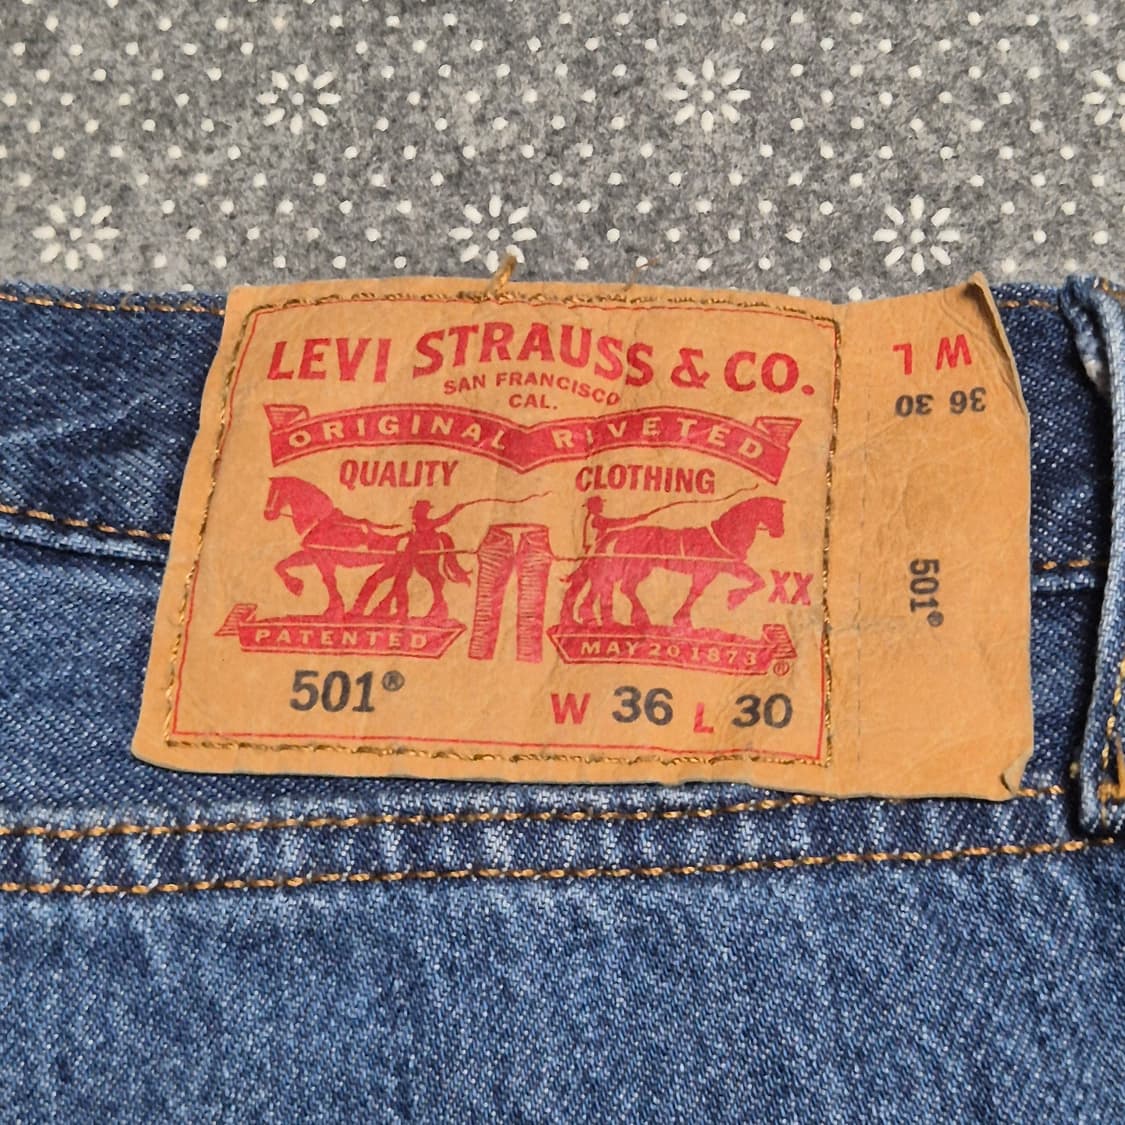 LEVI STRAUSS & CO.
SAN FRANCISCO
CAL.
ORIGINAL RIVETED
QUALITY CLOTHING
XX
PATENTED MAY 20 1873 ®
501® W 36 L 30
W L
36 30
501®